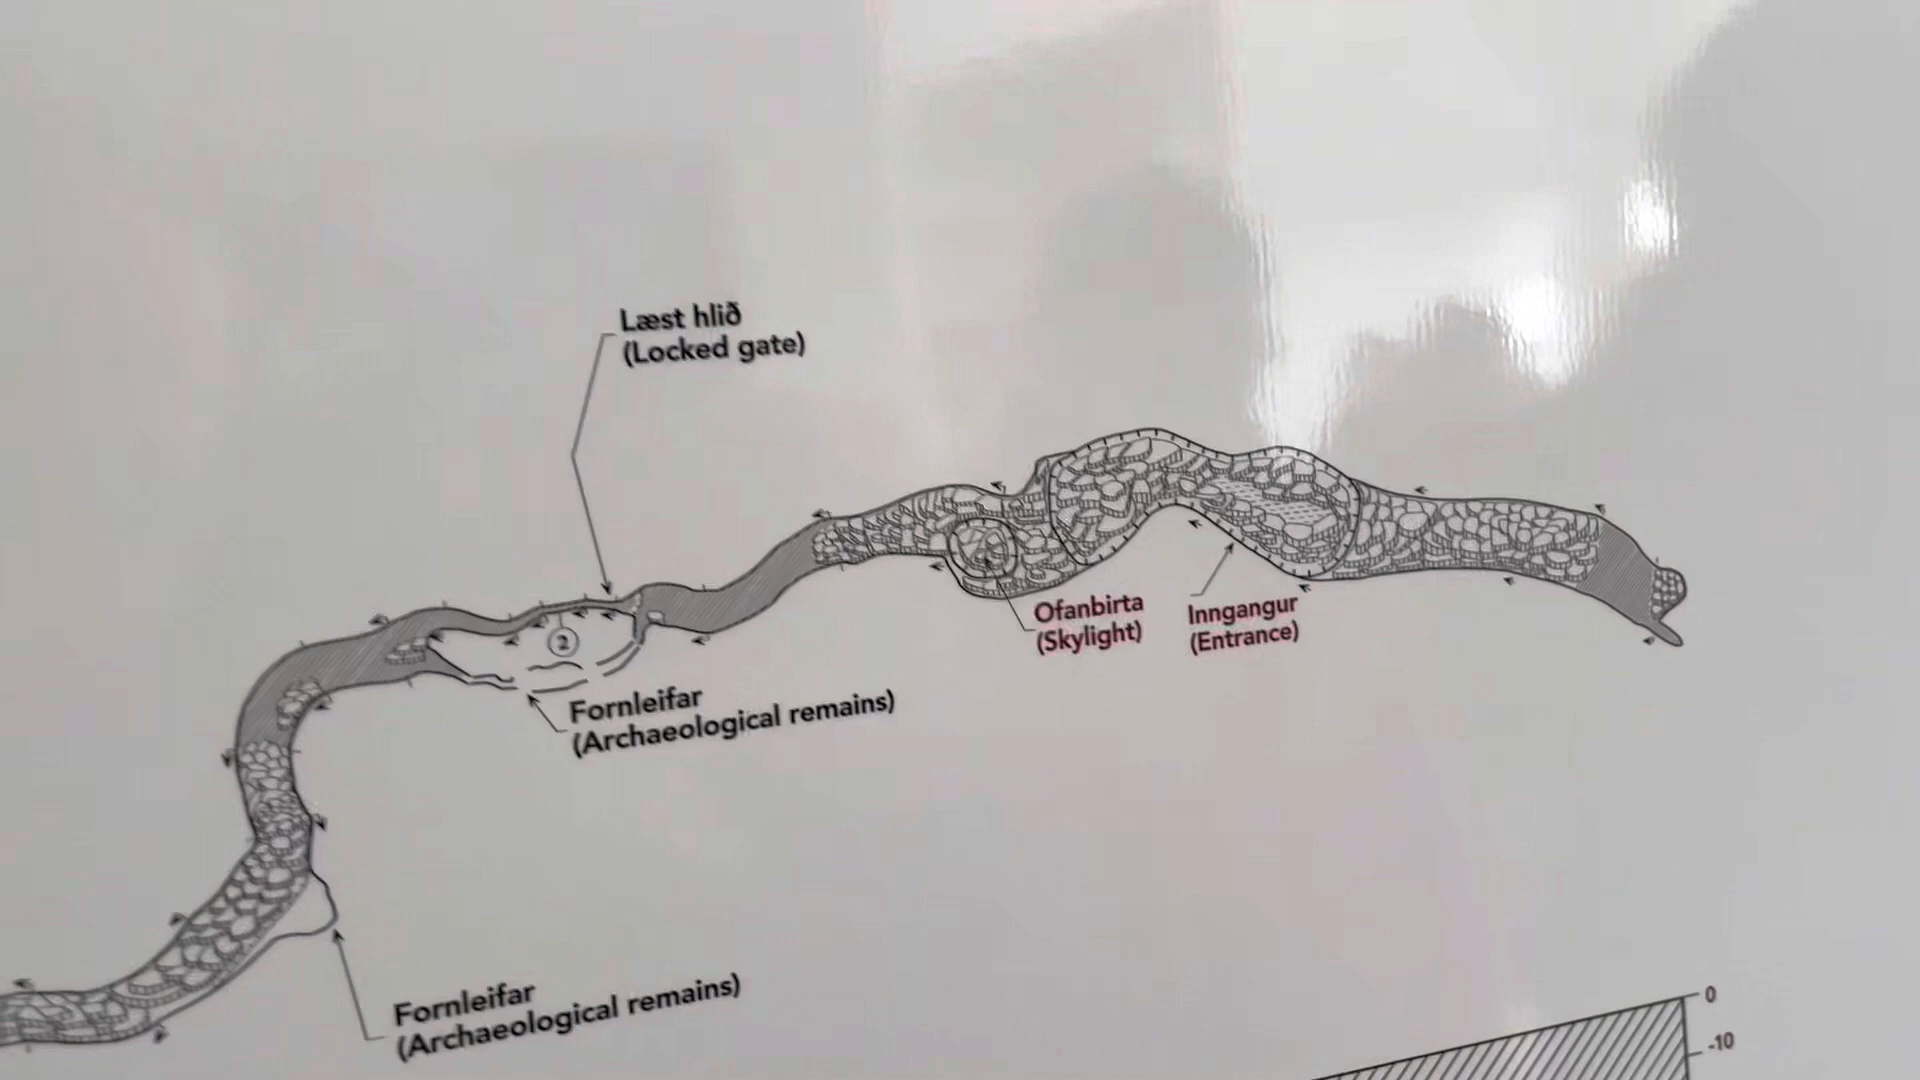 Læst hlið
(Locked gate)
Ofanbirta
(Skylight)
Inngangur
(Entrance)
2
Fornleifar
(Archaeological remains)
Fornleifar
(Archaeological remains)
0
-10